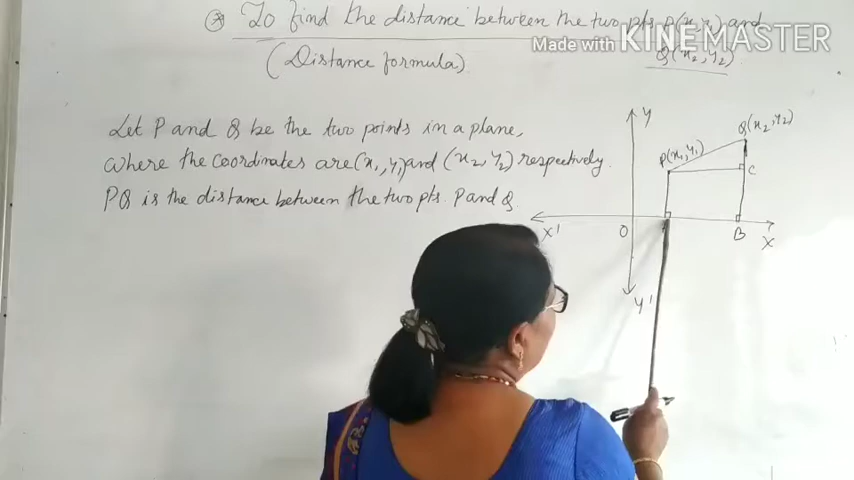 To find the distance between the two pts. P(x₁, y₁) and
Q(x₂, y₂).
(Distance formula).
Made with KINEMASTER
Let P and Q be the two points in a plane,
where the coordinates are (x₁, y₁) and (x₂, y₂) respectively.
PQ is the distance between the two pts. P and Q.
Y
Q(x₂, y₂)
P(x₁, y₁)
C
X'
O
B
X
Y'